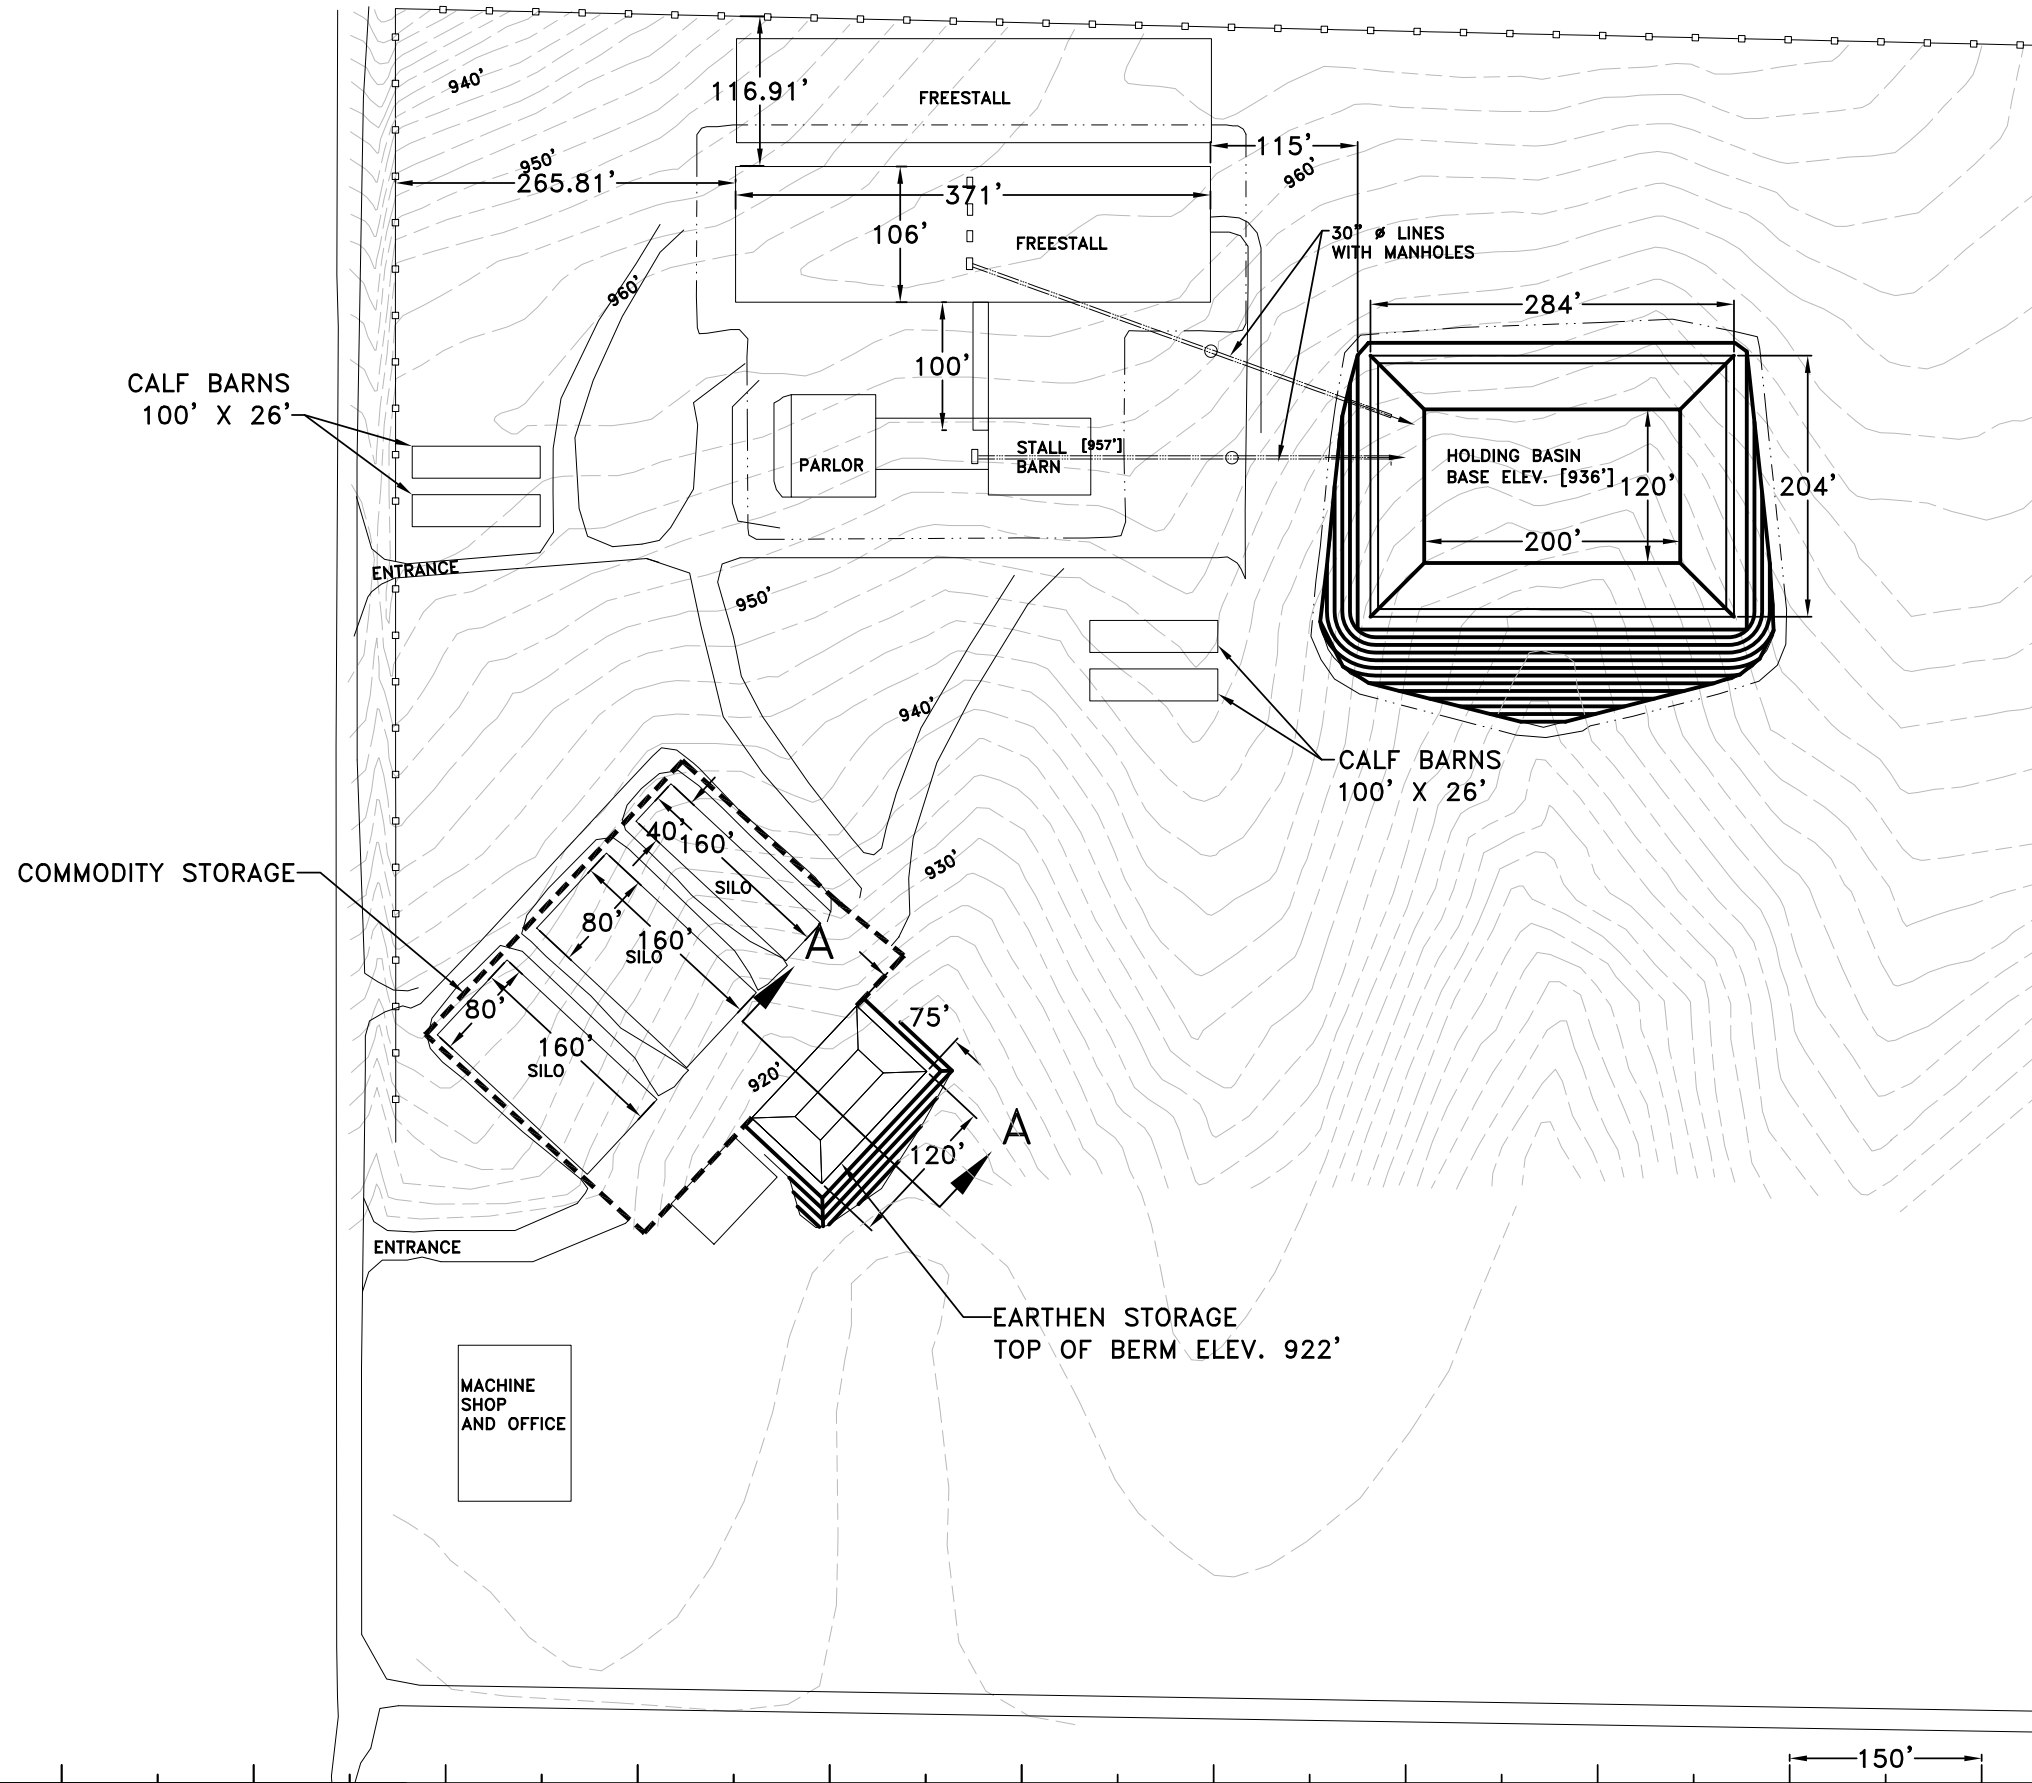 940'
116.91'
FREESTALL
115'
950'
265.81'
371'
960'
106'
FREESTALL
30" ø LINES
WITH MANHOLES
960'
284'
100'
CALF BARNS
100' X 26'
PARLOR
STALL [957']
BARN
HOLDING BASIN
BASE ELEV. [936']
120'
204'
200'
ENTRANCE
950'
940'
CALF BARNS
100' X 26'
40'
160'
SILO
930'
COMMODITY STORAGE
80'
160'
SILO
A
80'
160'
SILO
75'
920'
120'
A
ENTRANCE
EARTHEN STORAGE
TOP OF BERM ELEV. 922'
MACHINE
SHOP
AND OFFICE
150'